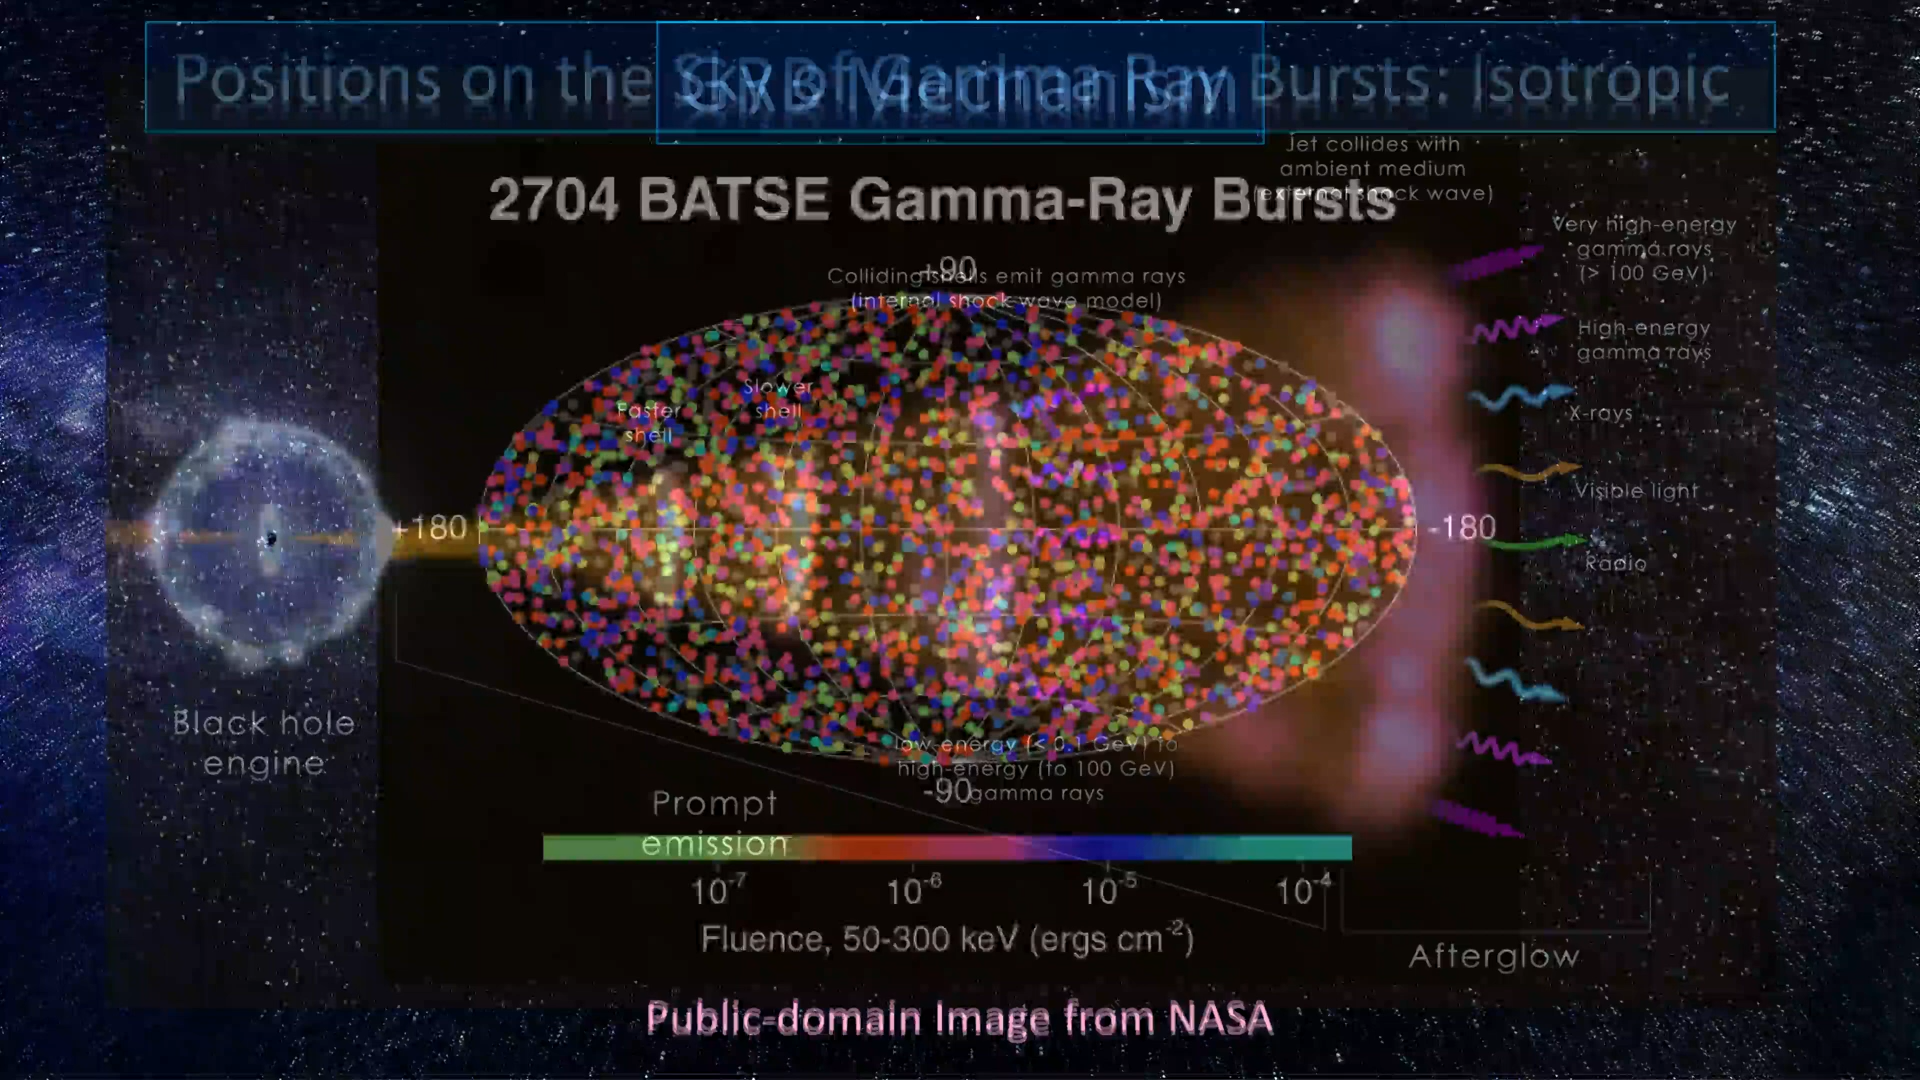 Positions on the Sky of Gamma Ray Bursts: Isotropic
GRB Mechanism
2704 BATSE Gamma-Ray Bursts
Jet collides with
ambient medium
(external shock wave)
Very high-energy
gamma rays
(> 100 GeV)
+90
Colliding shells emit gamma rays
(internal shock wave model)
High-energy
gamma rays
Slower
shell
Faster
shell
X-rays
Visible light
+180
-180
Radio
Black hole
engine
low-energy (< 0.1 GeV) to
high-energy (to 100 GeV)
gamma rays
-90
Prompt
emission
10-7 10-6 10-5 10-4
Fluence, 50-300 keV (ergs cm-2)
Afterglow
Public-domain Image from NASA